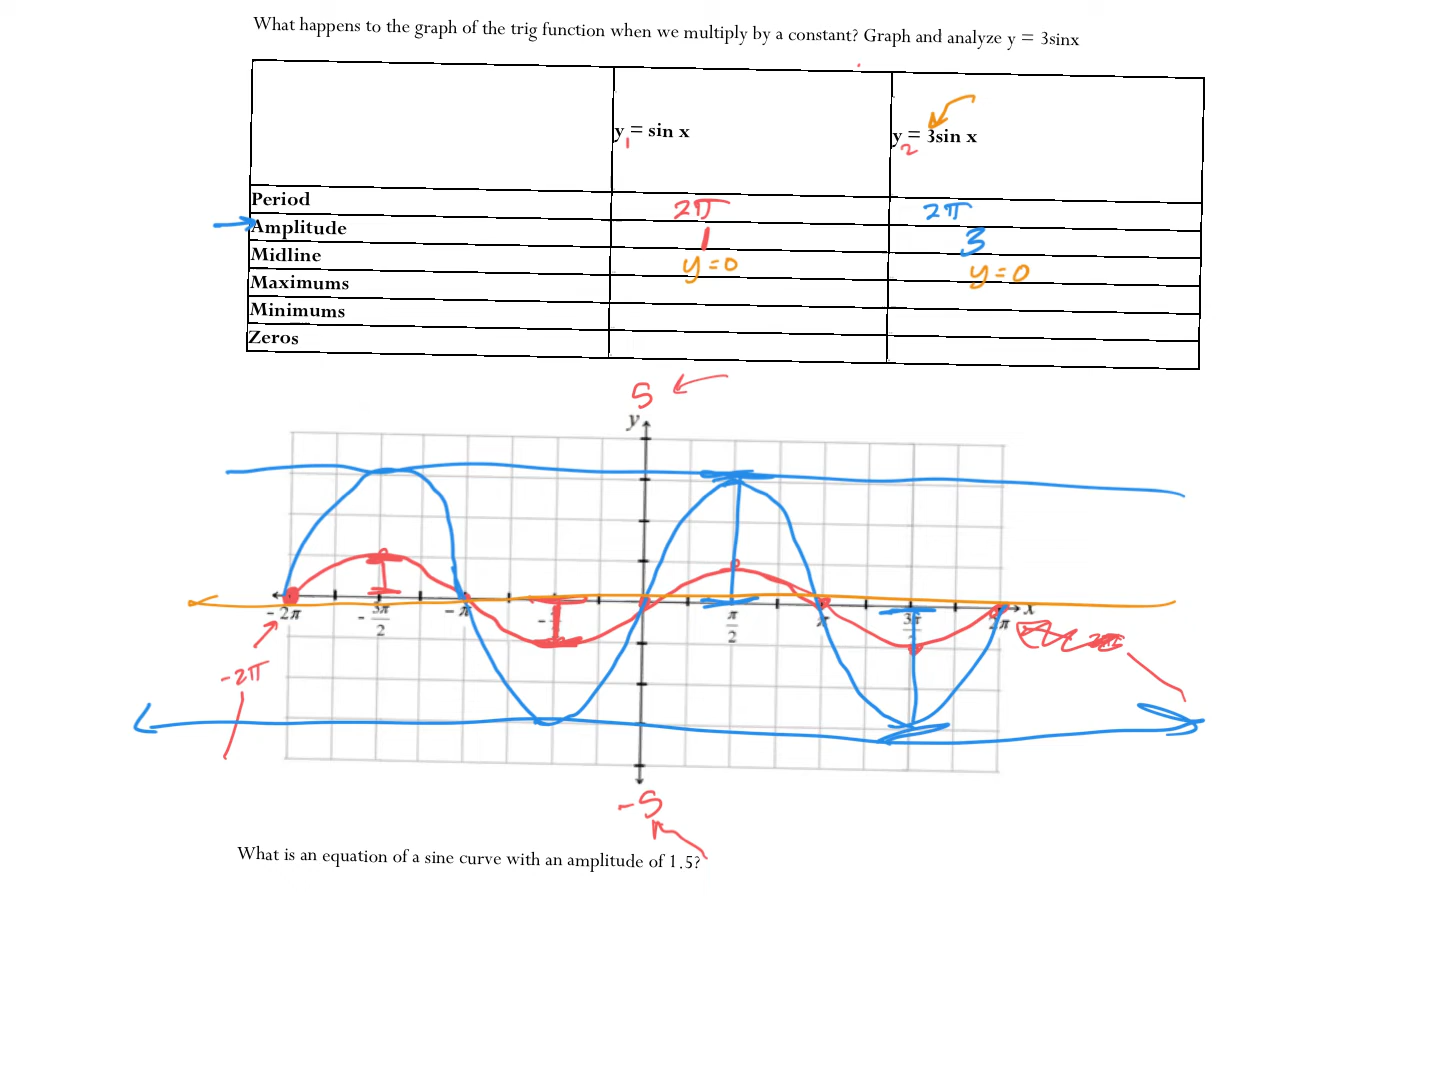 What happens to the graph of the trig function when we multiply by a constant? Graph and analyze y = 3sinx
y₁ = sin x
y₂ = 3sin x
Period 2π 2π
Amplitude 1 3
Midline y=0 y=0
Maximums
Minimums
Zeros
5
y
-2π -3π/2 -π π/2 π 3π/2 2π x
-2π
-5
What is an equation of a sine curve with an amplitude of 1.5?